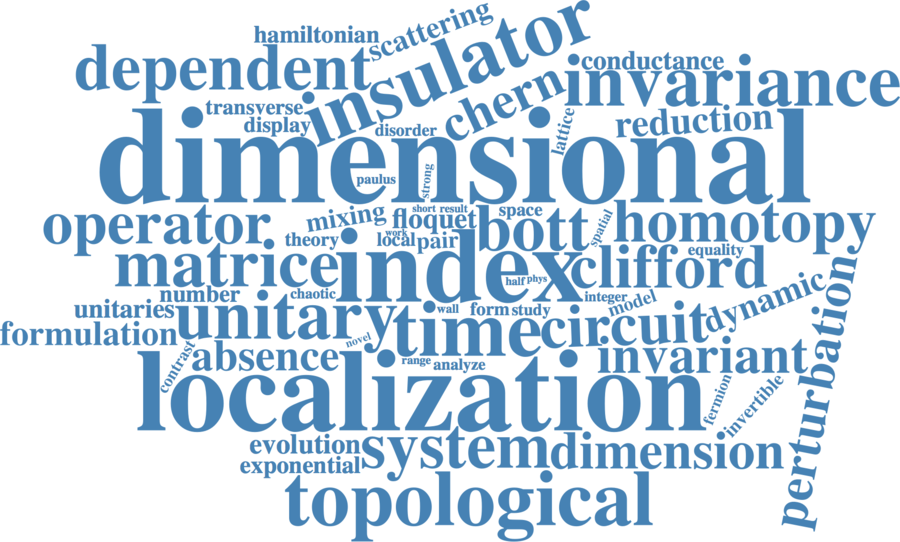 hamiltonian
scattering
dependent
insulator
conductance
invariance
chern
transverse
display
disorder
lattice
reduction
dimensional
paulus
strong
operator
mixing
short
result
floquet
bott
space
spatial
homotopy
theory
local
work
pair
equality
matrice
index
clifford
half
phys
chaotic
number
integer
model
dynamic
unitaries
unitary
wall
form
study
time
circuit
formulation
novel
absence
contrast
range
analyze
invariant
perturbation
localization
fermion
invertible
evolution
exponential
system
dimension
topological